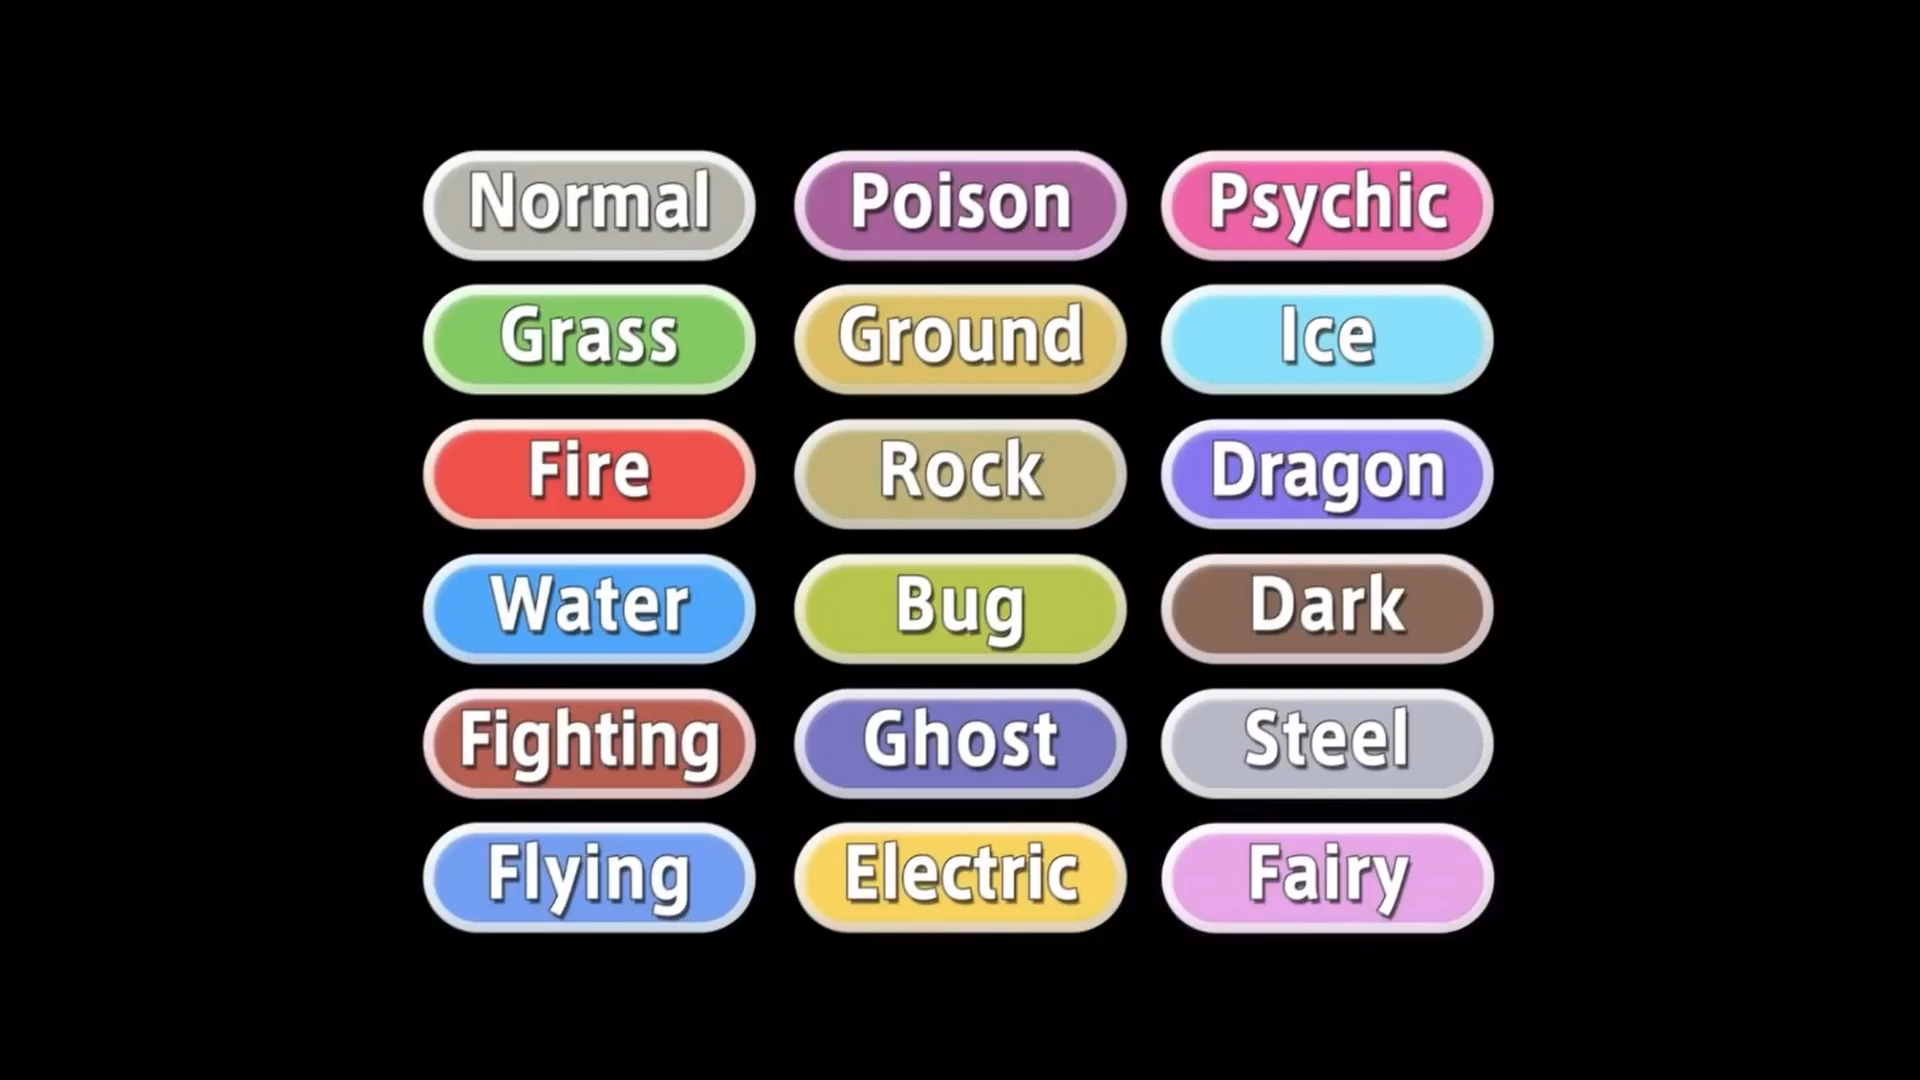 Normal
Poison
Psychic
Grass
Ground
Ice
Fire
Rock
Dragon
Water
Bug
Dark
Fighting
Ghost
Steel
Flying
Electric
Fairy